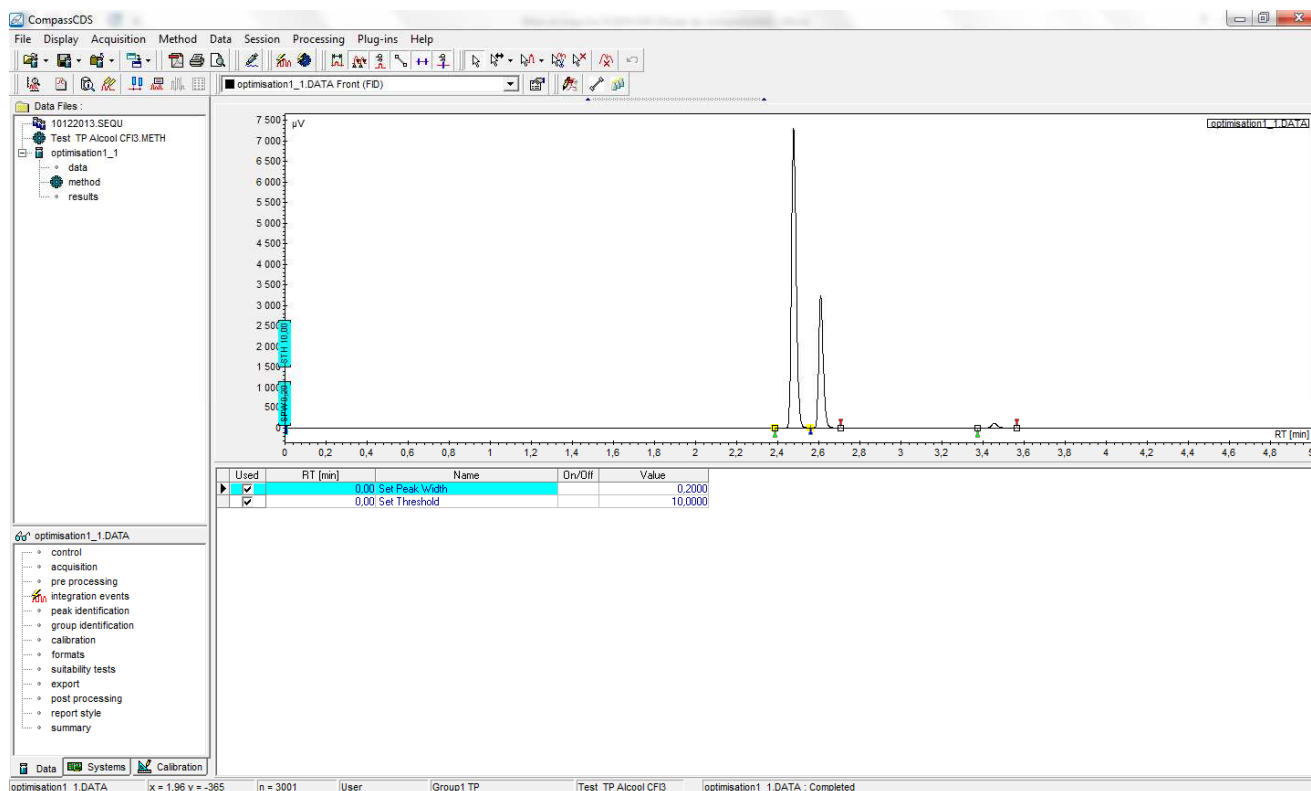 CompassCDS
File Display Acquisition Method Data Session Processing Plug-ins Help
optimisation1_1.DATA Front (FID)
Data Files :
10122013.SEQU
Test TP Alcool CFI3.METH
optimisation1_1
data
method
results
optimisation1_1.DATA
control
acquisition
pre processing
integration events
peak identification
group identification
calibration
formats
suitability tests
export
post processing
report style
summary
Data Systems Calibration
µV
optimisation1_1.DATA
7 500
7 000
6 500
6 000
5 500
5 000
4 500
4 000
3 500
3 000
2 500
2 000
1 500
1 000
500
0
STH 10,00
SPW 0,20
RT [min]
0 0,2 0,4 0,6 0,8 1 1,2 1,4 1,6 1,8 2 2,2 2,4 2,6 2,8 3 3,2 3,4 3,6 3,8 4 4,2 4,4 4,6 4,8 5
Used RT [min] Name On/Off Value
0,00 Set Peak Width 0,2000
0,00 Set Threshold 10,0000
optimisation1_1.DATA x = 1.96 y = -365 n = 3001 User Group1 TP Test TP Alcool CFI3 optimisation1_1.DATA : Completed